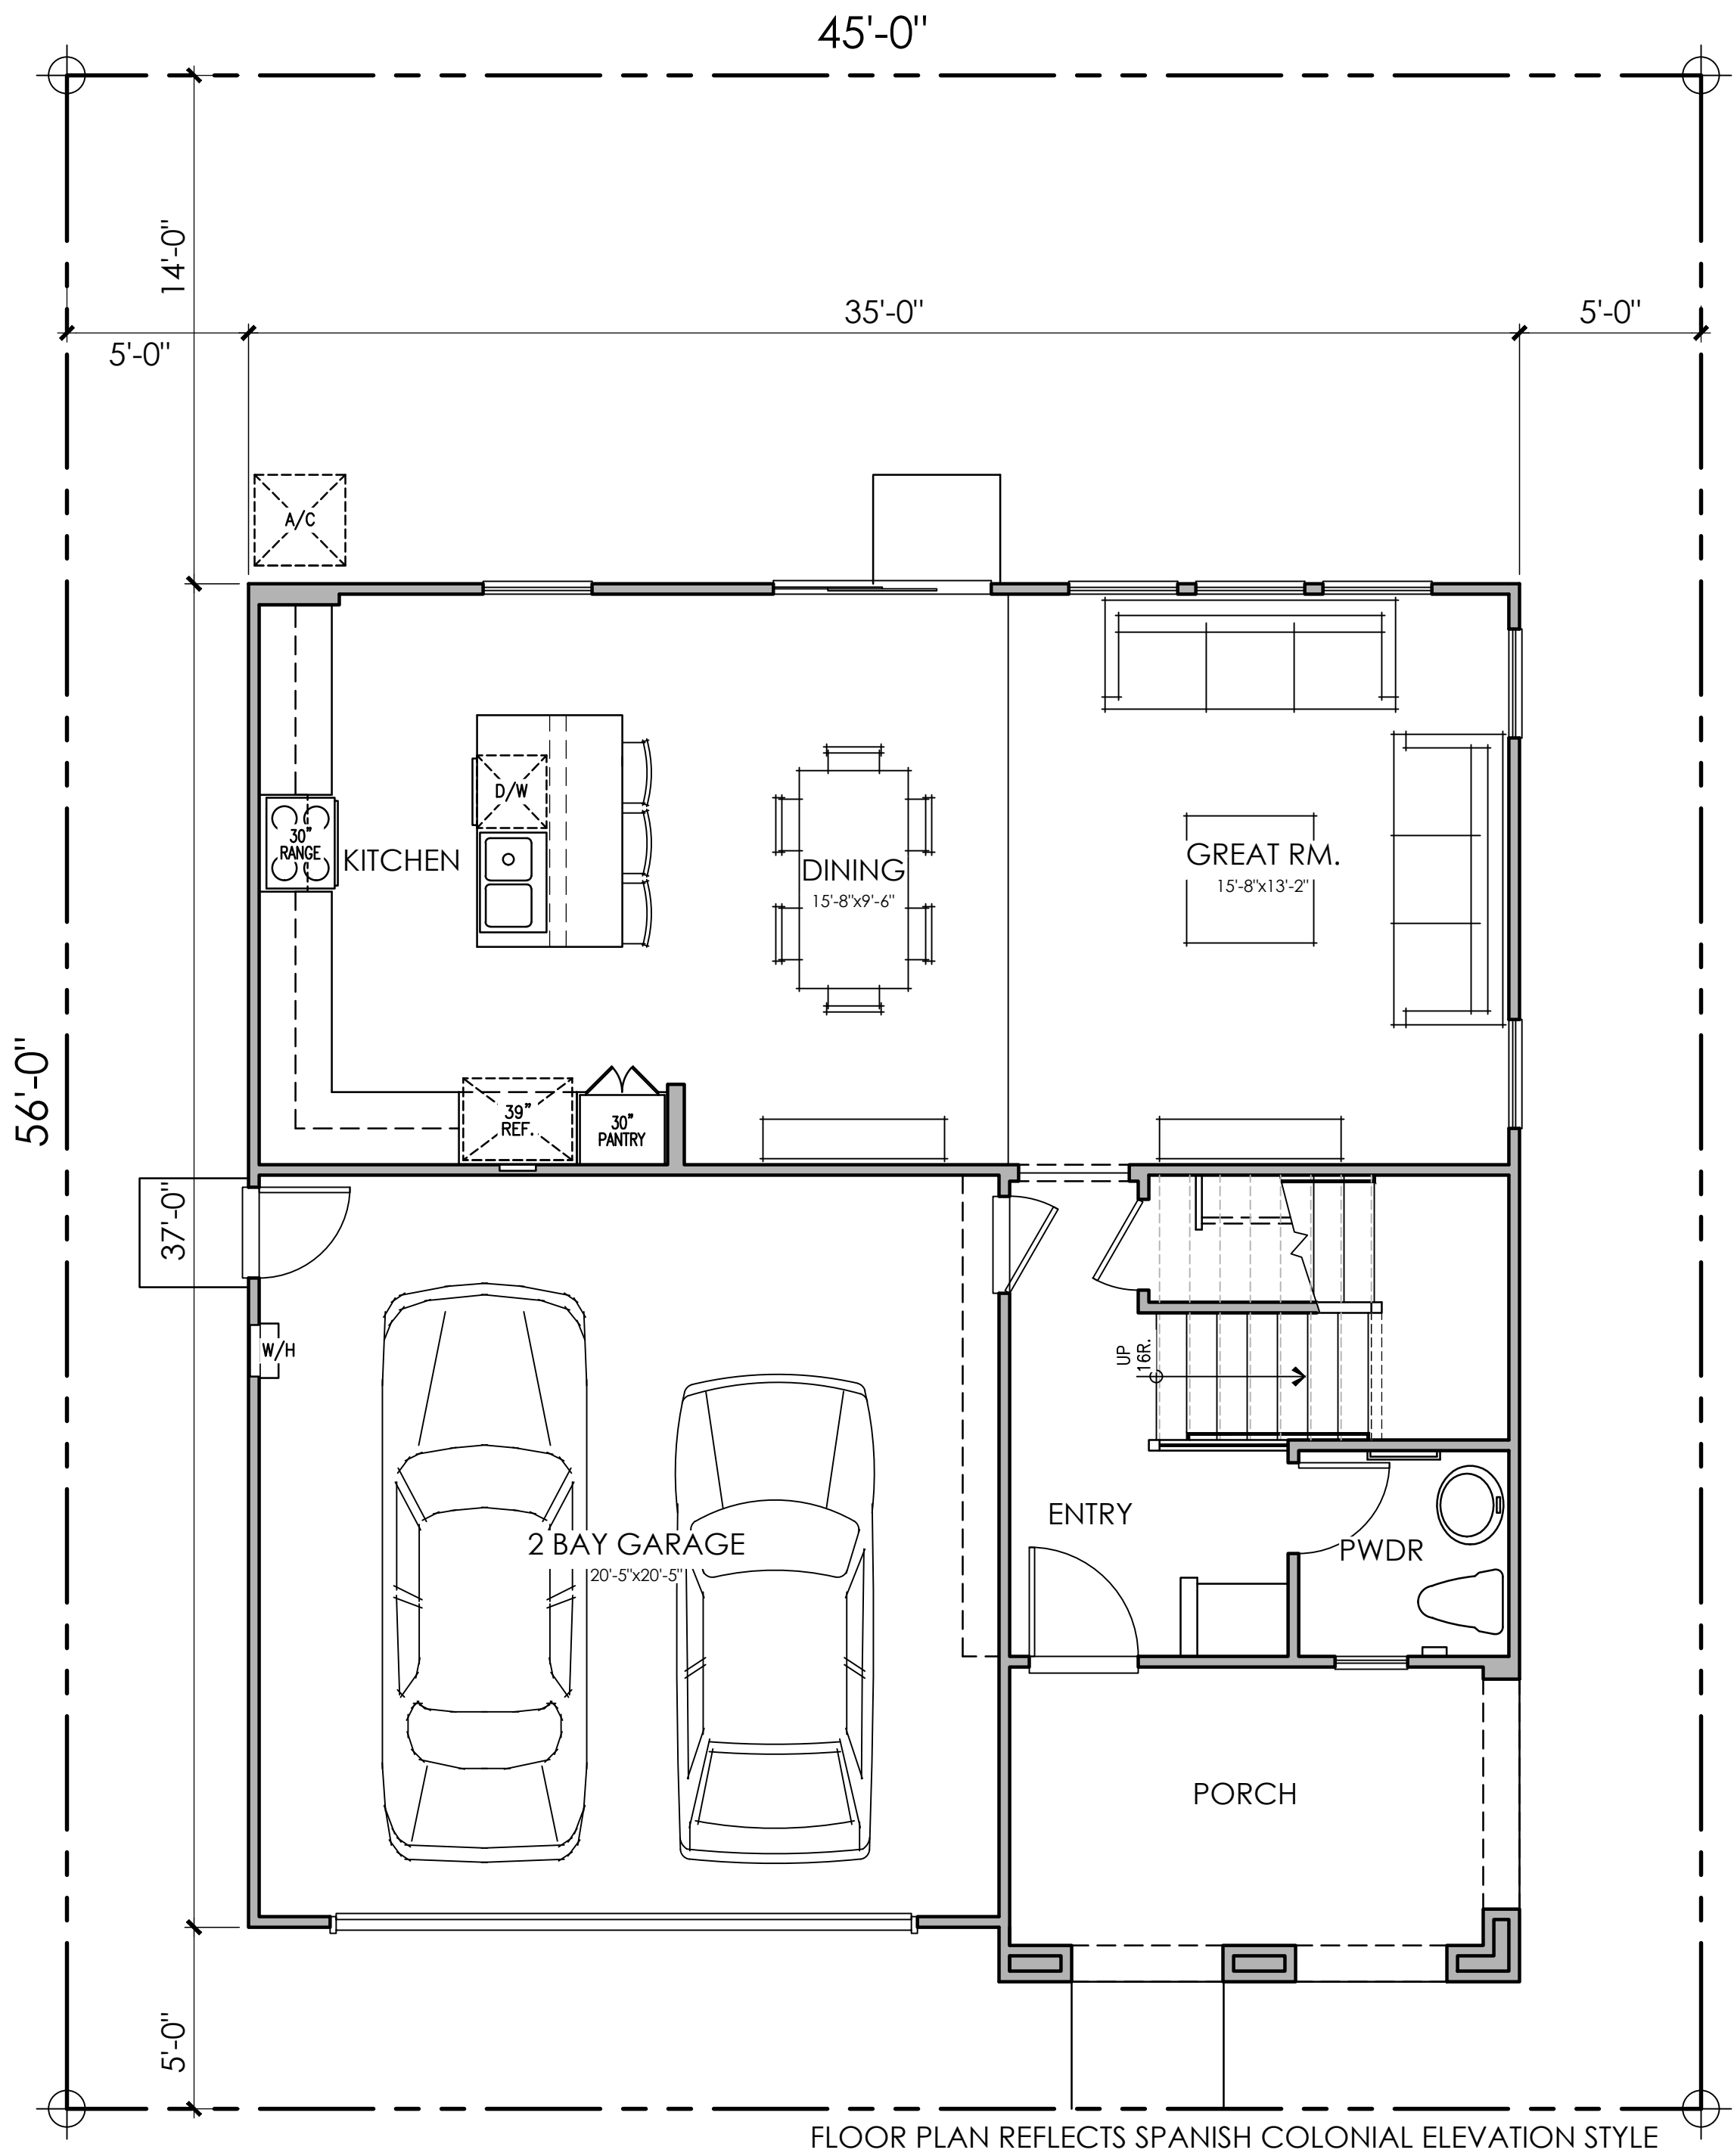 45'-0"
14'-0"
35'-0"
5'-0"
5'-0"
A/C
D/W
30"
RANGE
KITCHEN
DINING
15'-8"x9'-6"
GREAT RM.
15'-8"x13'-2"
56'-0"
39"
REF.
30"
PANTRY
37'-0"
W/H
UP
16R.
ENTRY
2 BAY GARAGE
20'-5"x20'-5"
PWDR
PORCH
5'-0"
FLOOR PLAN REFLECTS SPANISH COLONIAL ELEVATION STYLE